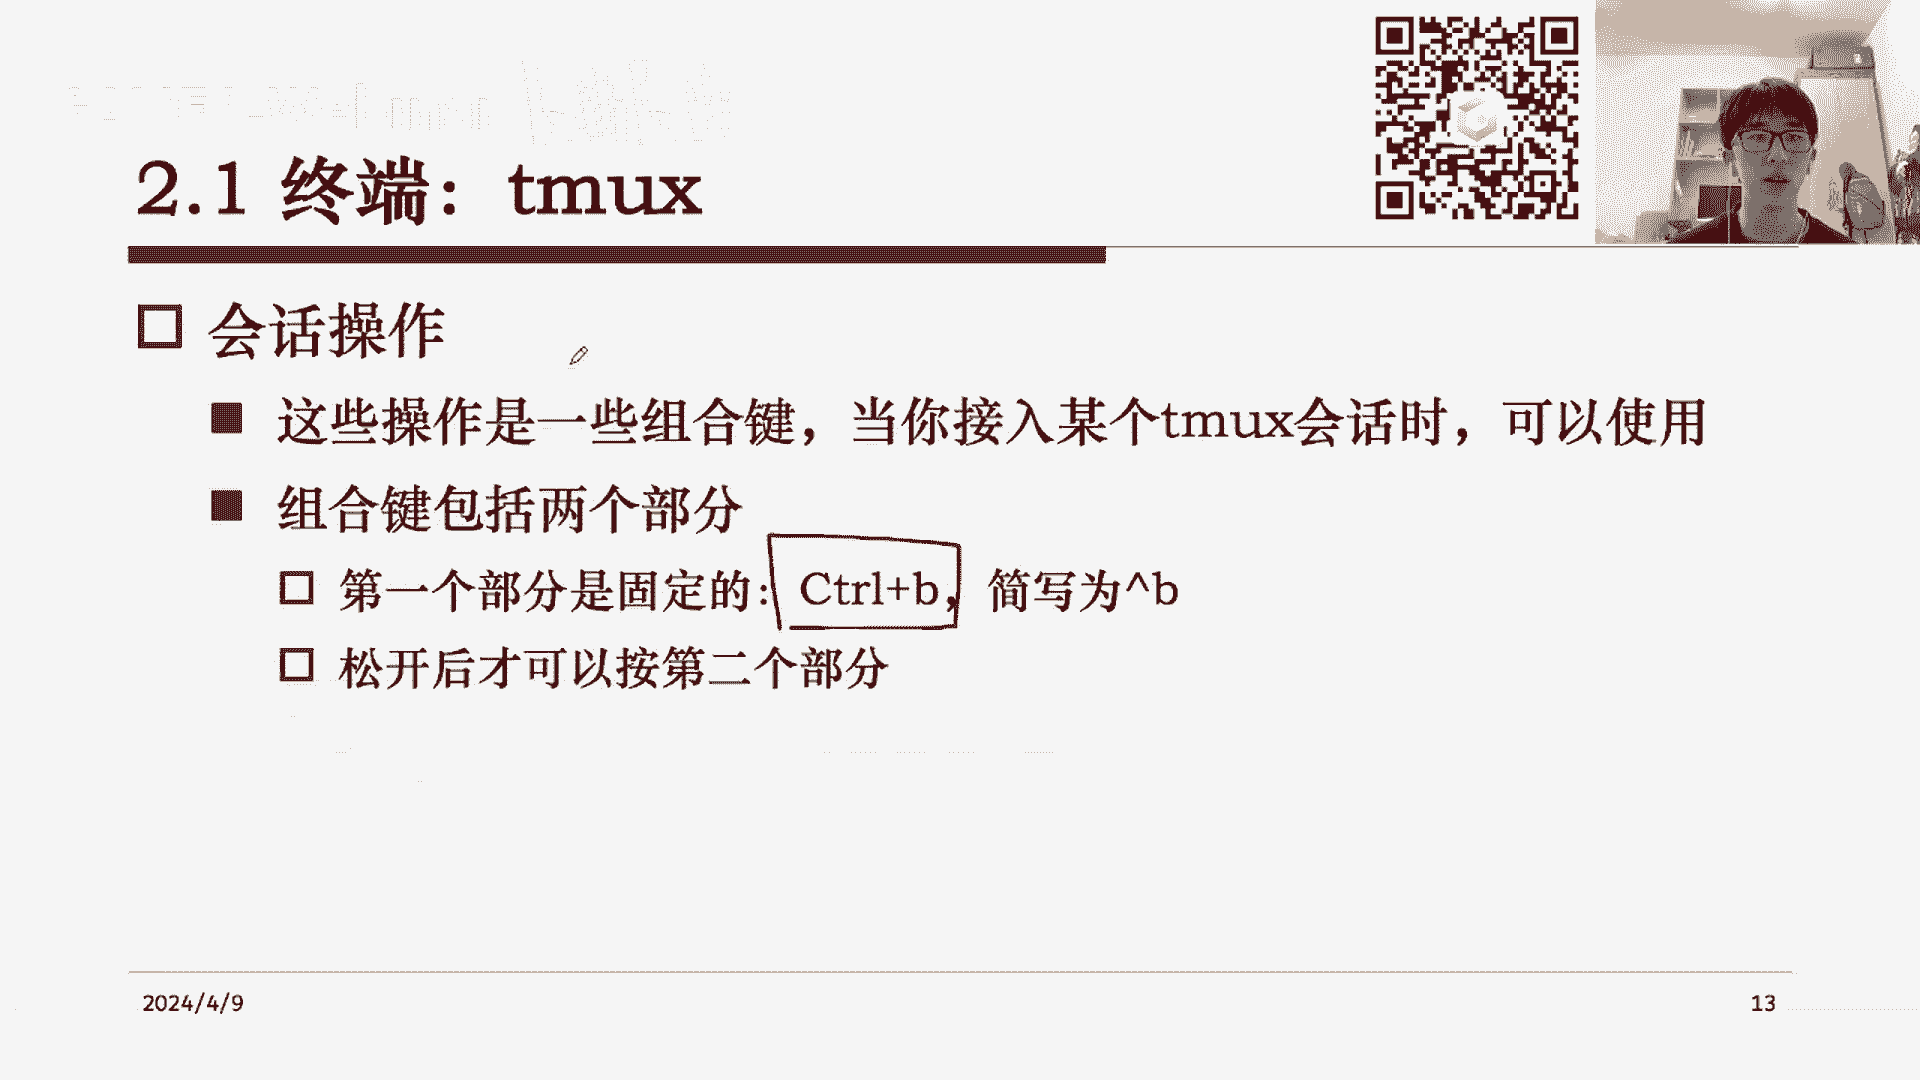 2.1 终端：tmux
会话操作
这些操作是一些组合键，当你接入某个tmux会话时，可以使用
组合键包括两个部分
第一个部分是固定的：Ctrl+b，简写为^b
松开后才可以按第二个部分
2024/4/9
13